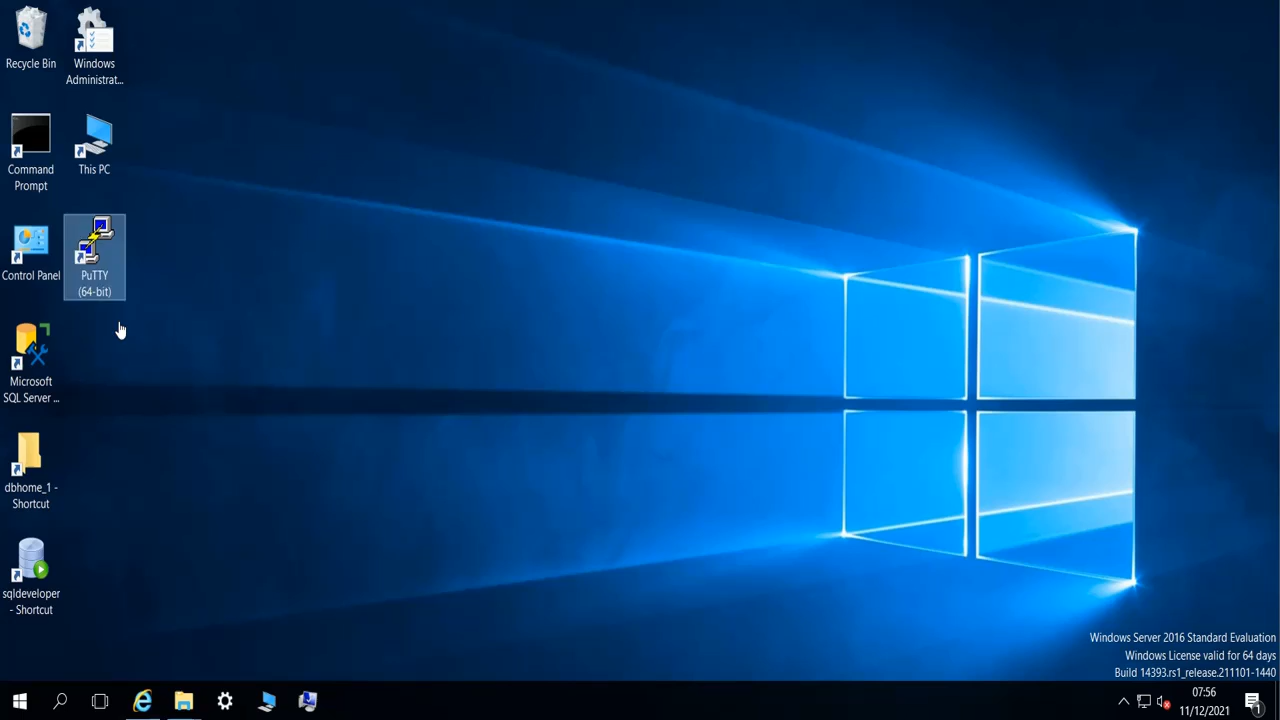 Recycle Bin
Windows
Administrat...
Command
Prompt
This PC
Control Panel
PuTTY
(64-bit)
Microsoft
SQL Server ...
dbhome_1 -
Shortcut
sqldeveloper
- Shortcut
Windows Server 2016 Standard Evaluation
Windows License valid for 64 days
Build 14393.rs1_release.211101-1440
07:56
11/12/2021
1